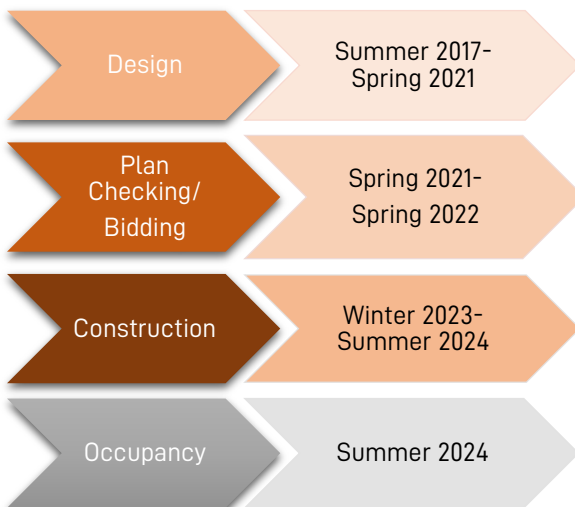 Design
Summer 2017-
Spring 2021
Plan
Checking/
Bidding
Spring 2021-
Spring 2022
Construction
Winter 2023-
Summer 2024
Occupancy
Summer 2024